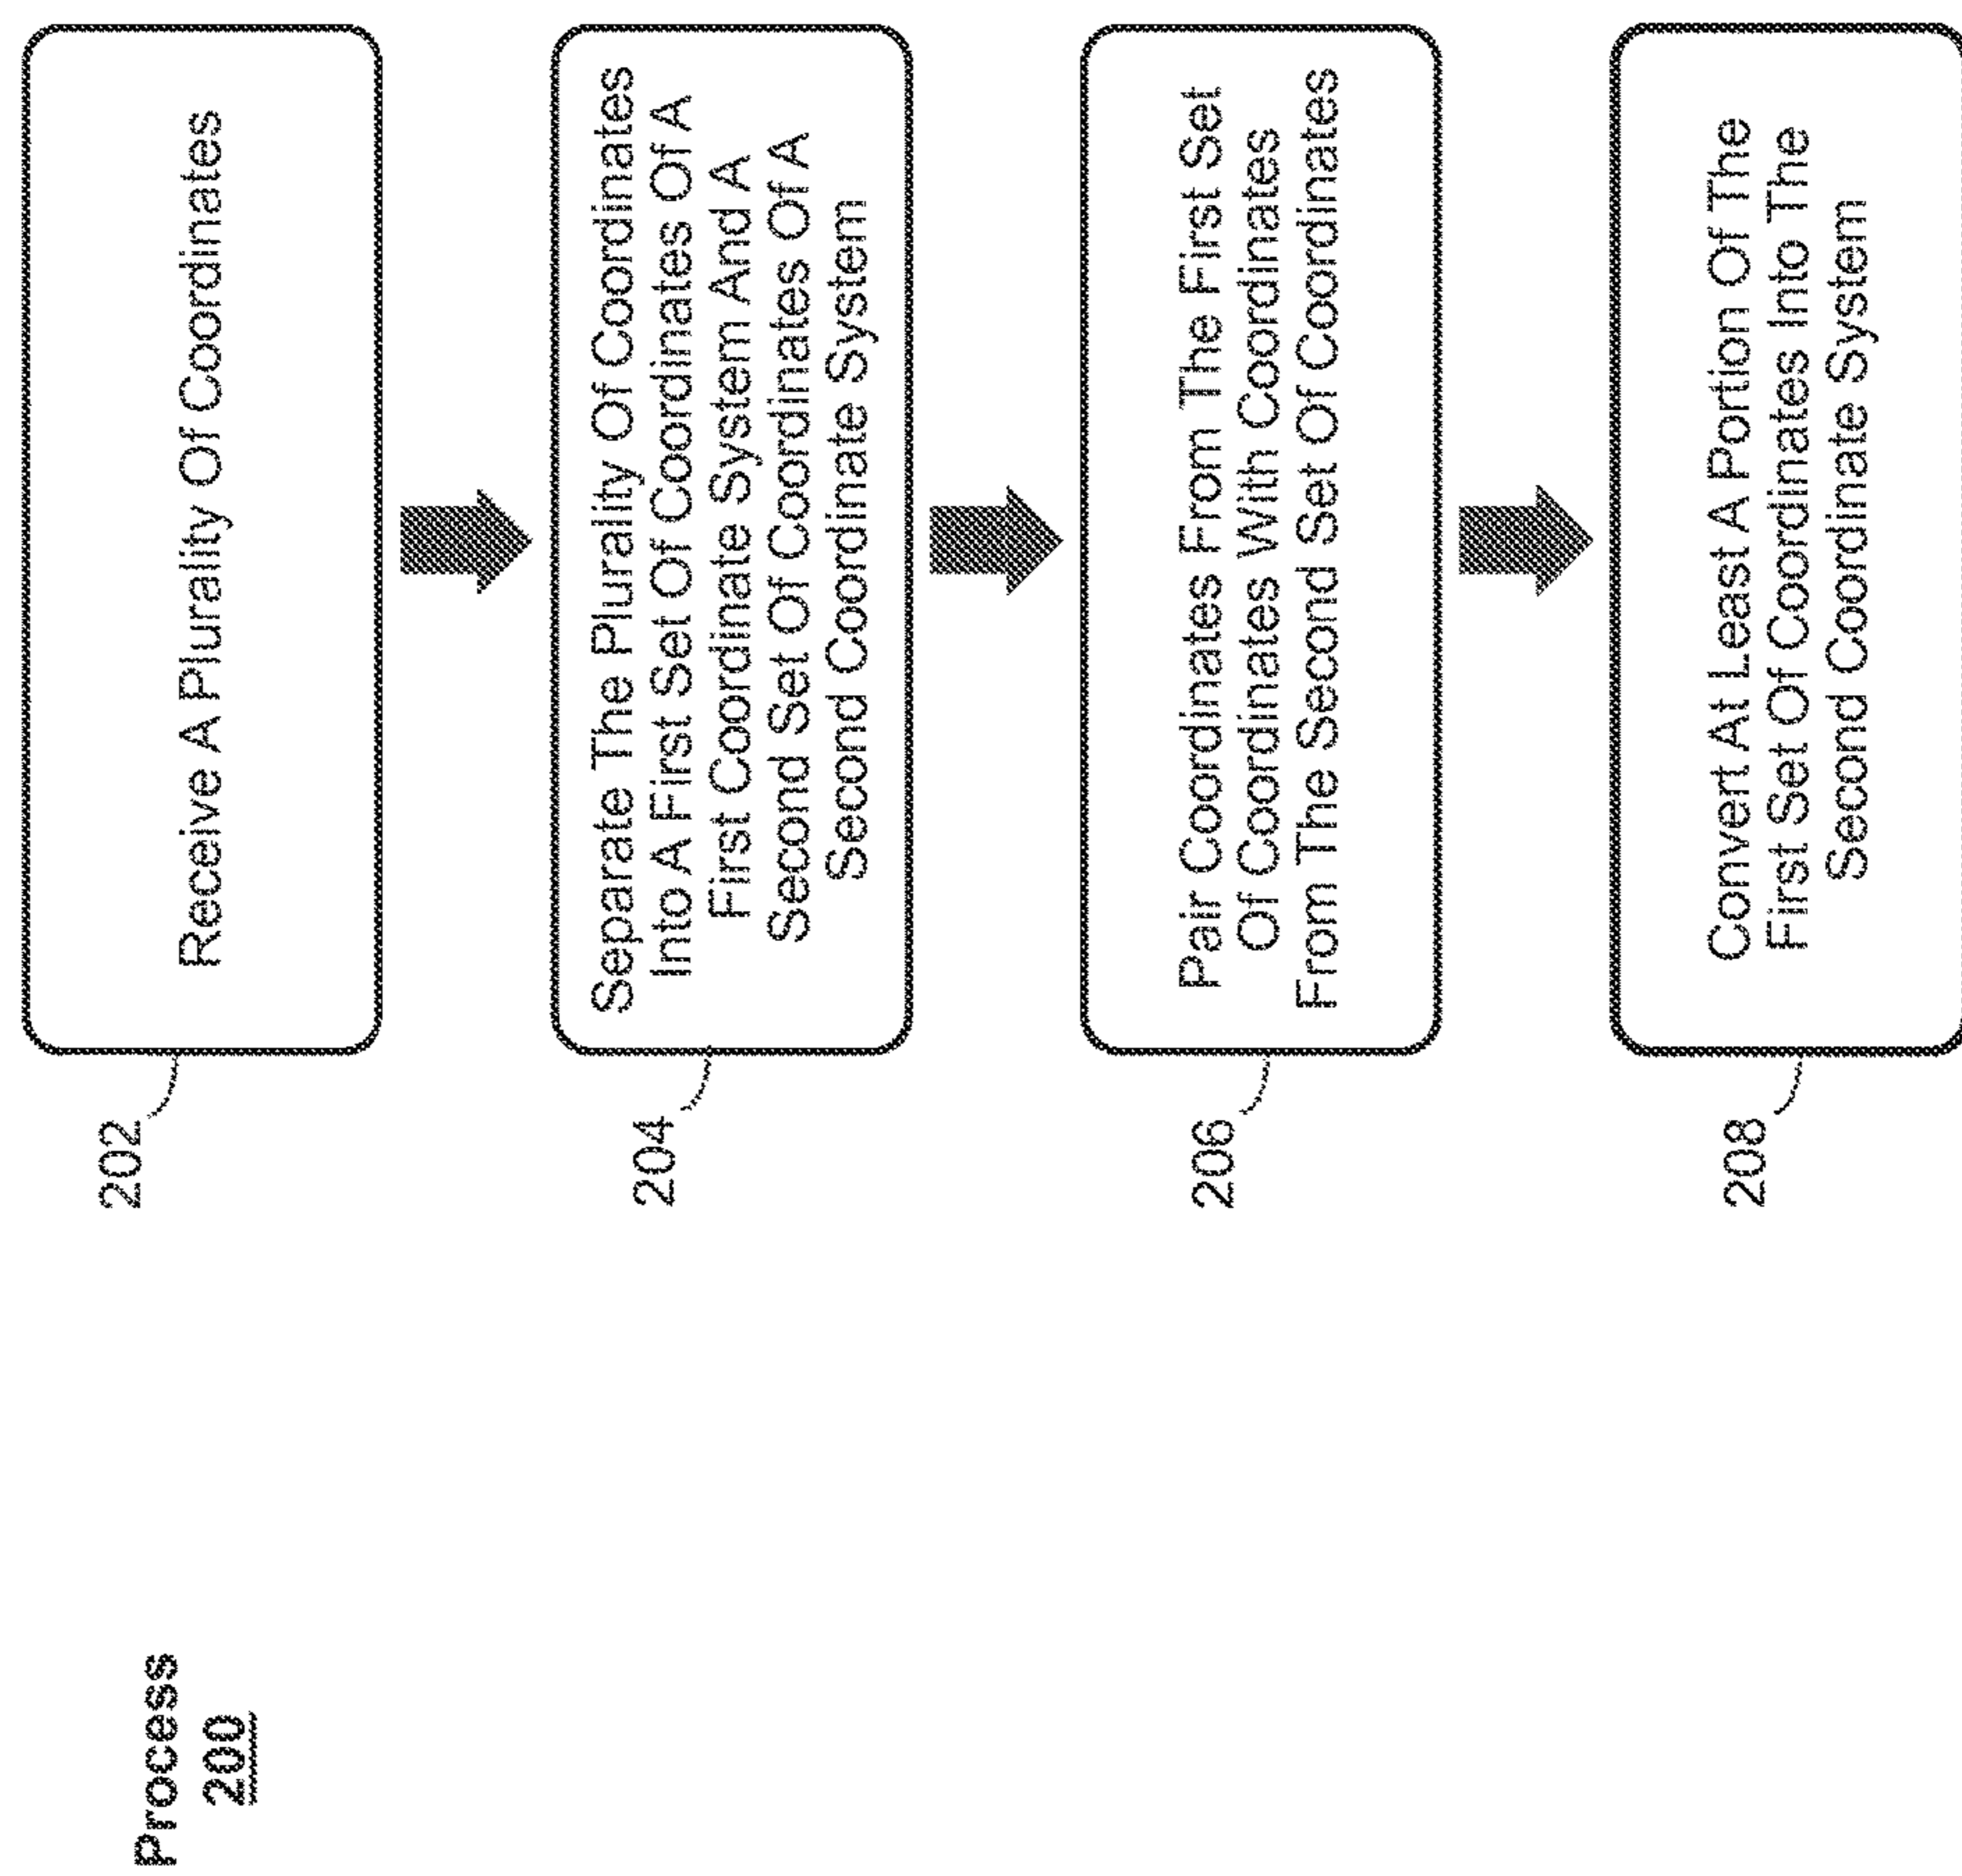 Process
200
202
Receive A Plurality Of Coordinates
204
Separate The Plurality Of Coordinates
Into A First Set Of Coordinates Of A
First Coordinate System And A
Second Set Of Coordinates Of A
Second Coordinate System
206
Pair Coordinates From The First Set
Of Coordinates With Coordinates
From The Second Set Of Coordinates
208
Convert At Least A Portion Of The
First Set Of Coordinates Into The
Second Coordinate System